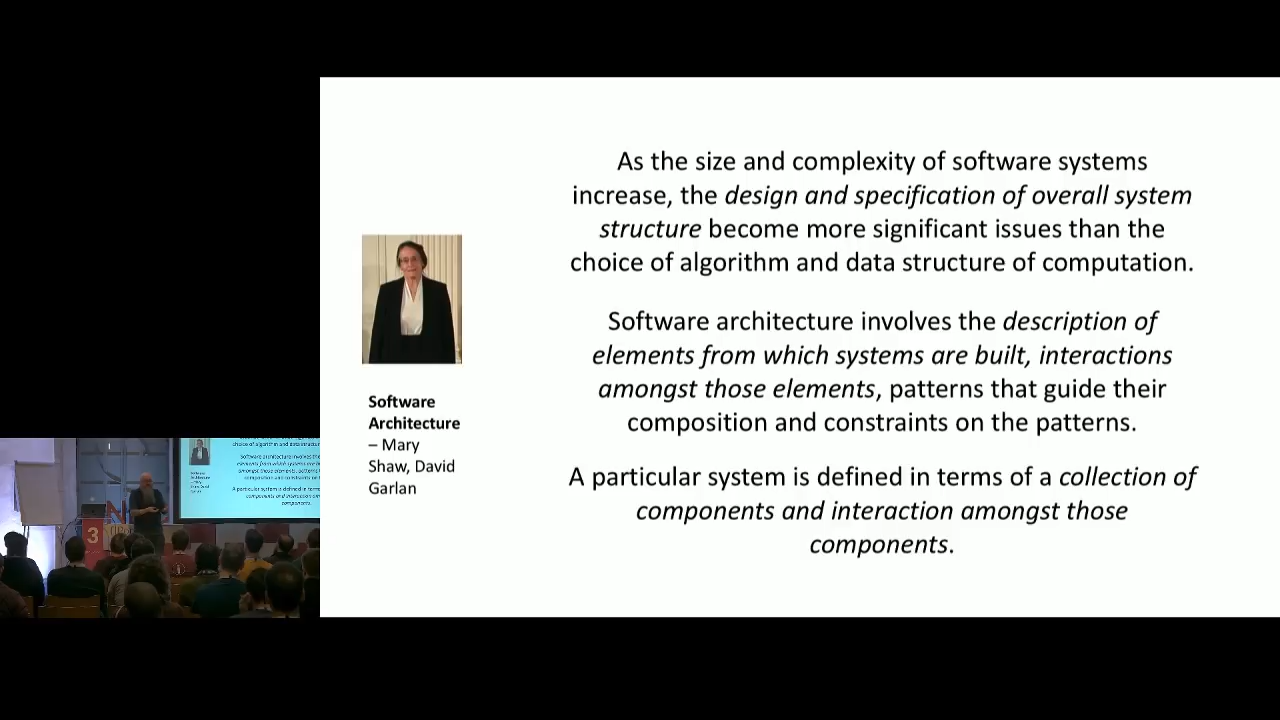 As the size and complexity of software systems
increase, the design and specification of overall system
structure become more significant issues than the
choice of algorithm and data structure of computation.
Software architecture involves the description of
elements from which systems are built, interactions
amongst those elements, patterns that guide their
composition and constraints on the patterns.
A particular system is defined in terms of a collection of
components and interaction amongst those
components.
Software
Architecture
– Mary
Shaw, David
Garlan
3